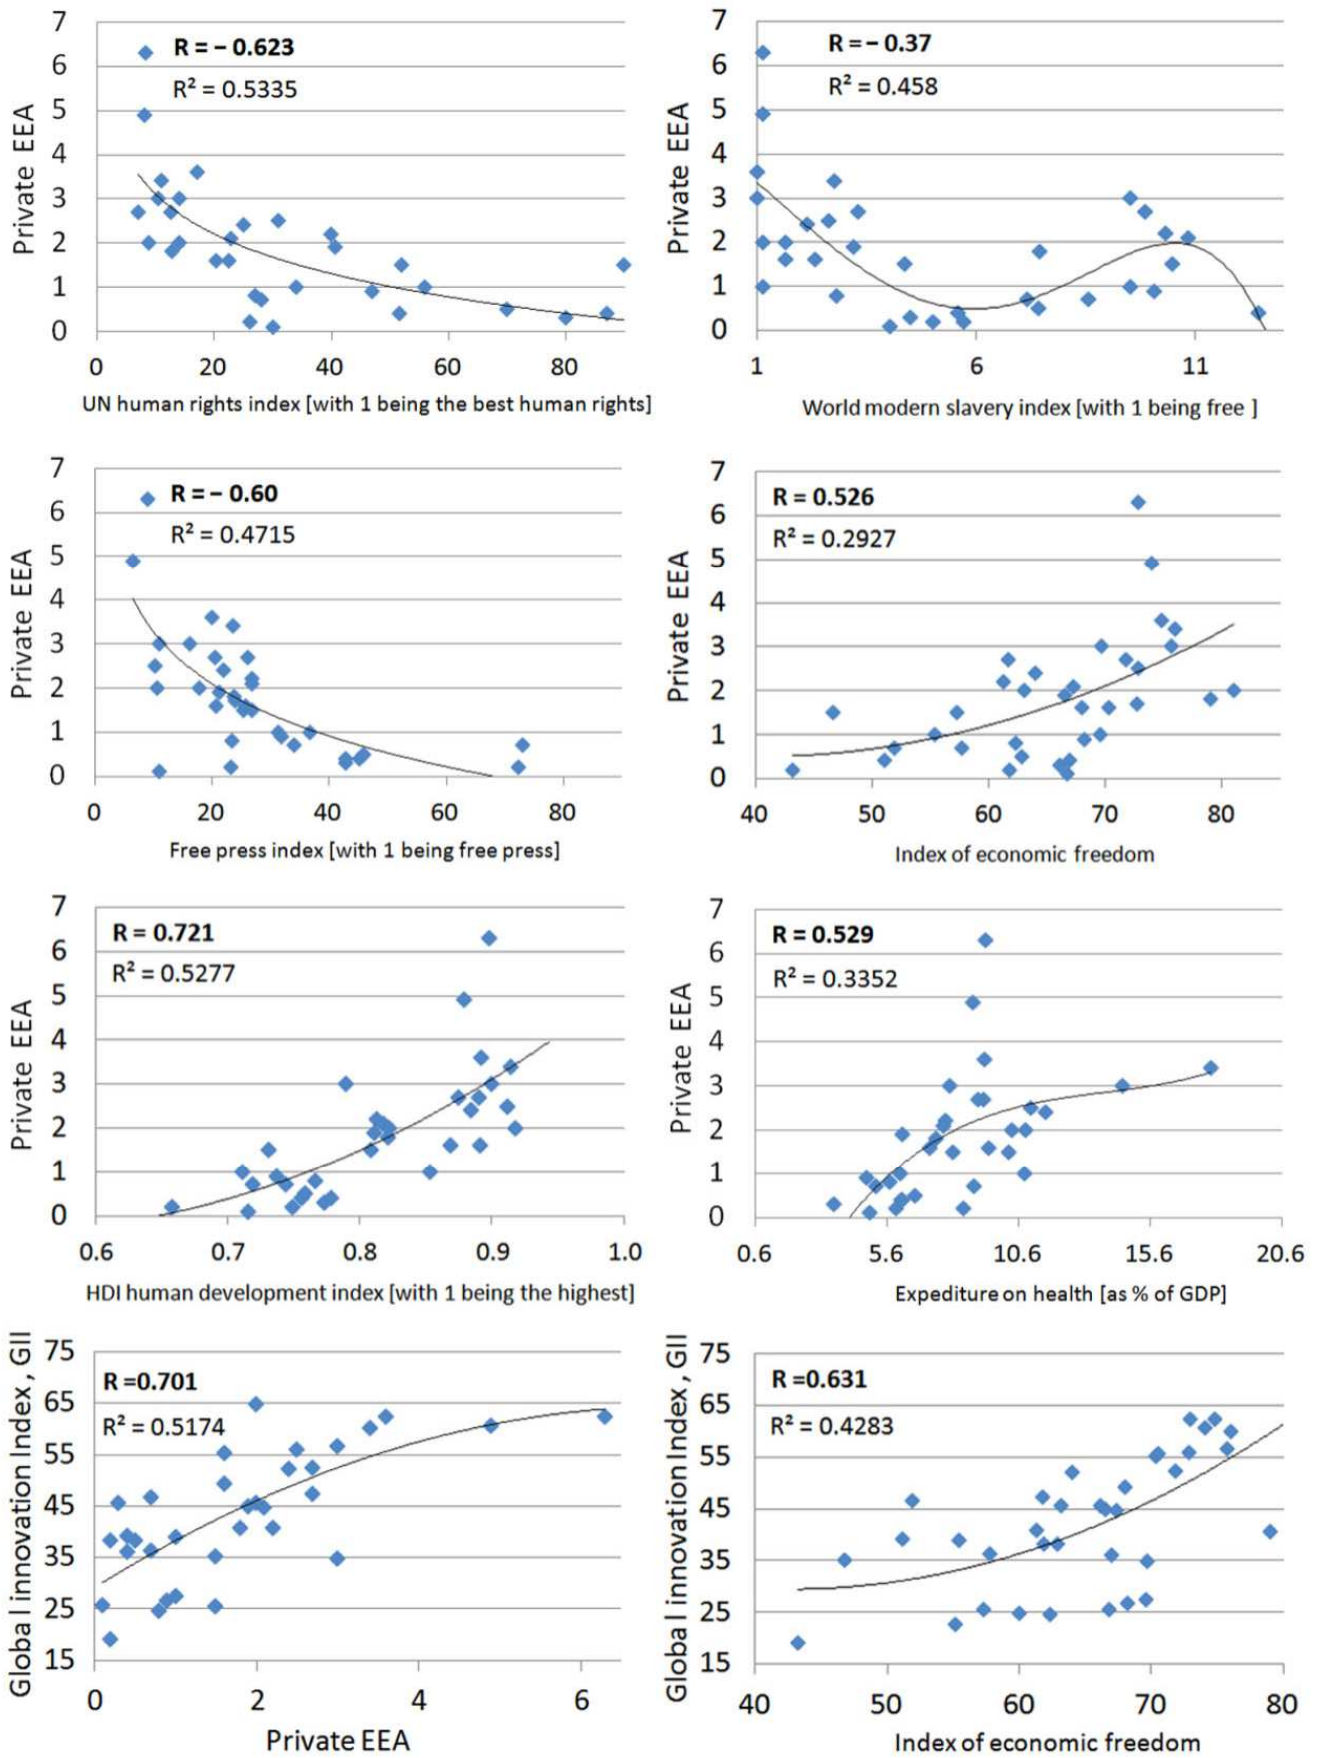 7
6
5
4
3
2
1
0
Private EEA
R = − 0.623
R² = 0.5335
0 20 40 60 80
UN human rights index [with 1 being the best human rights]
7
6
5
4
3
2
1
0
Private EEA
R = − 0.37
R² = 0.458
1 6 11
World modern slavery index [with 1 being free ]
7
6
5
4
3
2
1
0
Private EEA
R = − 0.60
R² = 0.4715
0 20 40 60 80
Free press index [with 1 being free press]
7
6
5
4
3
2
1
0
Private EEA
R = 0.526
R² = 0.2927
40 50 60 70 80
Index of economic freedom
7
6
5
4
3
2
1
0
Private EEA
R = 0.721
R² = 0.5277
0.6 0.7 0.8 0.9 1.0
HDI human development index [with 1 being the highest]
7
6
5
4
3
2
1
0
Private EEA
R = 0.529
R² = 0.3352
0.6 5.6 10.6 15.6 20.6
Expediture on health [as % of GDP]
75
65
55
45
35
25
15
Global innovation Index, GII
R =0.701
R² = 0.5174
0 2 4 6
Private EEA
75
65
55
45
35
25
15
Global innovation Index, GII
R =0.631
R² = 0.4283
40 50 60 70 80
Index of economic freedom